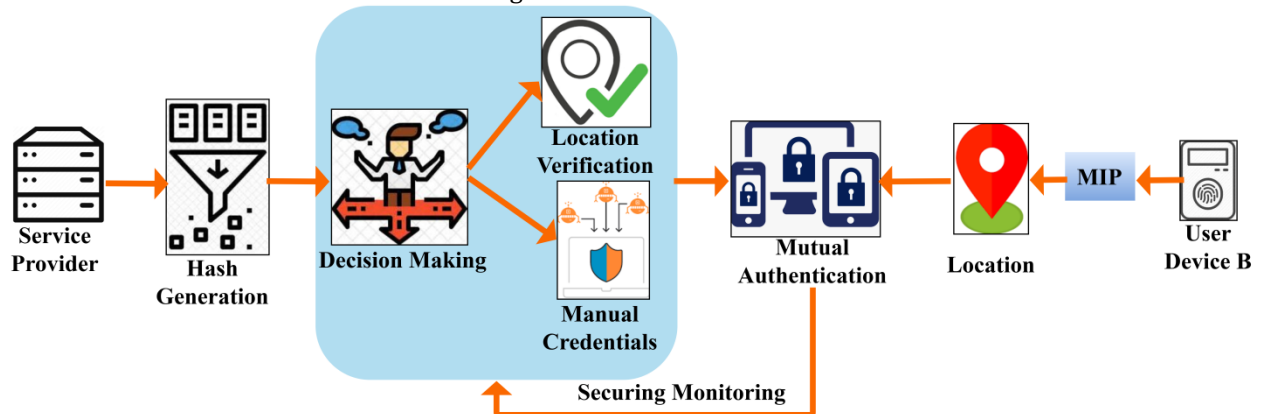 Service
Provider
Hash
Generation
Decision Making
Location
Verification
Manual
Credentials
Mutual
Authentication
Location
MIP
User
Device B
Securing Monitoring